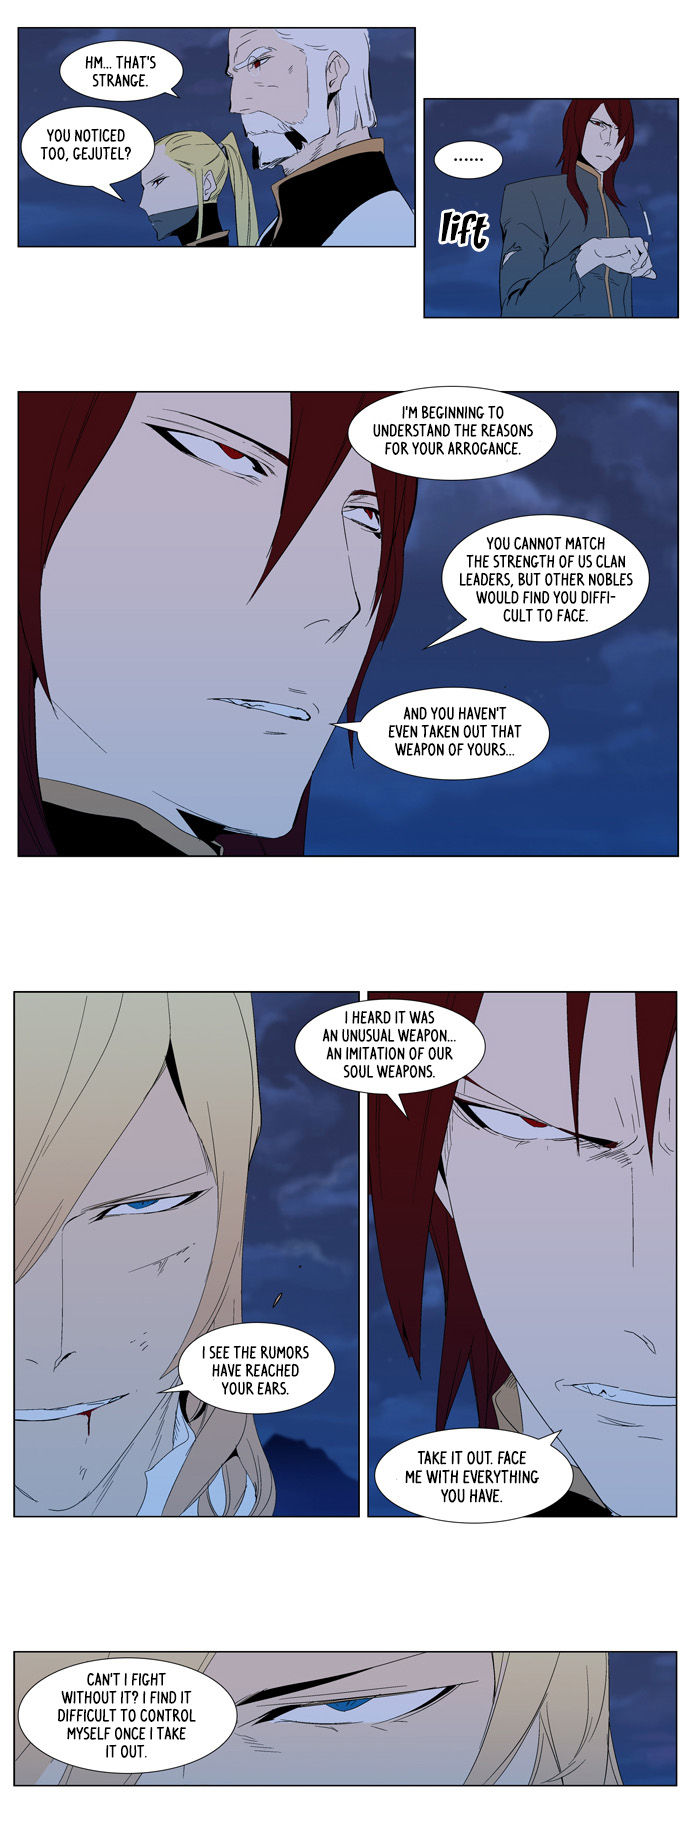 HM... THAT'S
STRANGE.
YOU NOTICED
TOO, GEJUTEL?
......
lift
I'M BEGINNING TO
UNDERSTAND THE REASONS
FOR YOUR ARROGANCE.
YOU CANNOT MATCH
THE STRENGTH OF US CLAN
LEADERS, BUT OTHER NOBLES
WOULD FIND YOU DIFFI-
CULT TO FACE.
AND YOU HAVEN'T
EVEN TAKEN OUT THAT
WEAPON OF YOURS...
I HEARD IT WAS
AN UNUSUAL WEAPON...
AN IMITATION OF OUR
SOUL WEAPONS.
I SEE THE RUMORS
HAVE REACHED
YOUR EARS.
TAKE IT OUT. FACE
ME WITH EVERYTHING
YOU HAVE.
CAN'T I FIGHT
WITHOUT IT? I FIND IT
DIFFICULT TO CONTROL
MYSELF ONCE I TAKE
IT OUT.